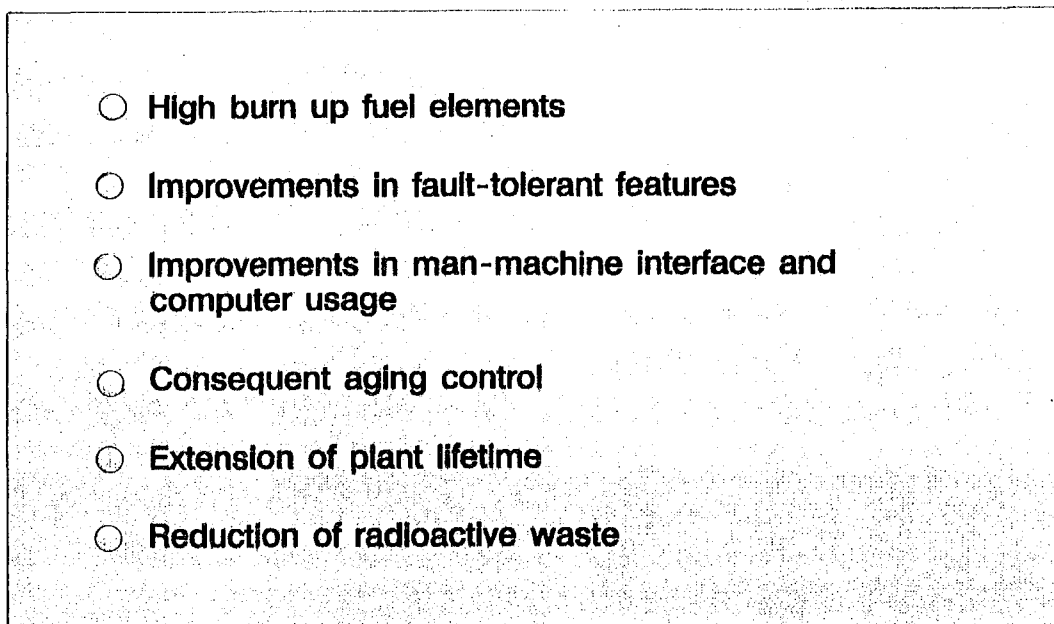 ○ High burn up fuel elements
○ Improvements in fault-tolerant features
○ Improvements in man-machine interface and
computer usage
○ Consequent aging control
○ Extension of plant lifetime
○ Reduction of radioactive waste